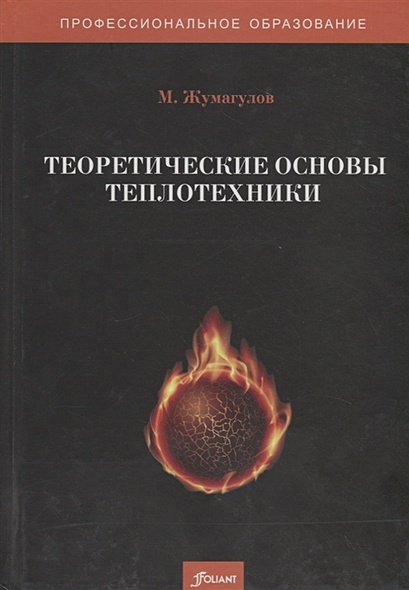 ПРОФЕССИОНАЛЬНОЕ ОБРАЗОВАНИЕ
М. Жумагулов
ТЕОРЕТИЧЕСКИЕ ОСНОВЫ
ТЕПЛОТЕХНИКИ
FOLIANT